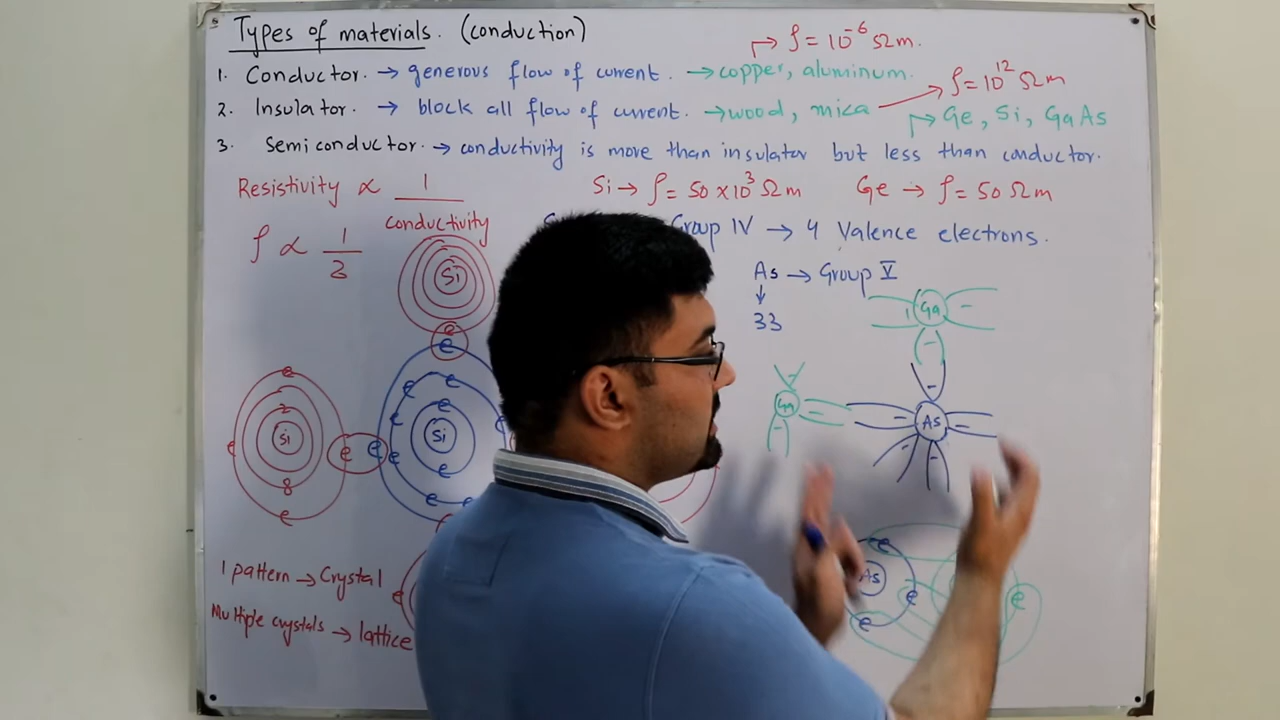 Types of materials. (conduction)
ρ = 10⁻⁶ Ωm.
1. Conductor. → generous flow of current. → copper, aluminum.
ρ = 10¹² Ωm
2. Insulator. → block all flow of current. → wood, mica
Ge, Si, GaAs
3. Semiconductor. → conductivity is more than insulator but less than conductor.
Resistivity ∝ 1 / conductivity
Si → ρ = 50 x 10³ Ωm
Ge → ρ = 50 Ωm
Group IV → 4 Valence electrons.
ρ ∝ 1 / 2
Si
e
e
As → Group V
↓
33
Ga
Ga
As
e
2
Si
8
e
e
e
e
e
e
e
e
e
Si
e
e
e
e
As
e
e
e
e
1 pattern → Crystal
Multiple crystals → lattice